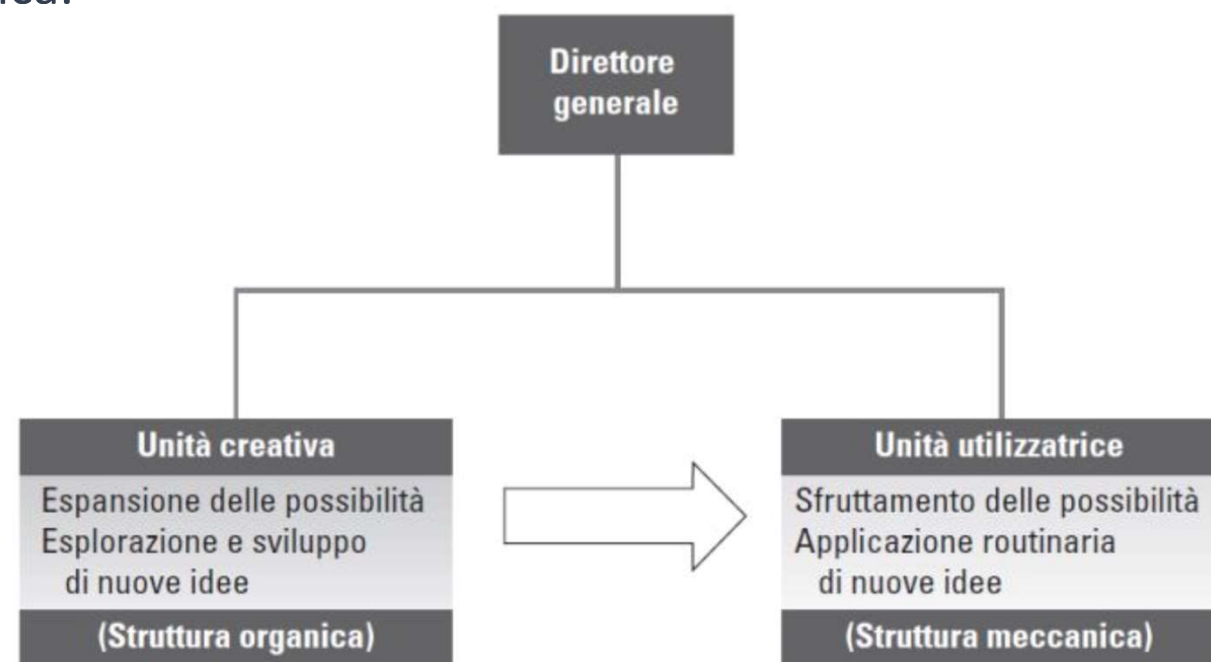 Direttore
generale
Unità creativa
Espansione delle possibilità
Esplorazione e sviluppo
di nuove idee
(Struttura organica)
Unità utilizzatrice
Sfruttamento delle possibilità
Applicazione routinaria
di nuove idee
(Struttura meccanica)